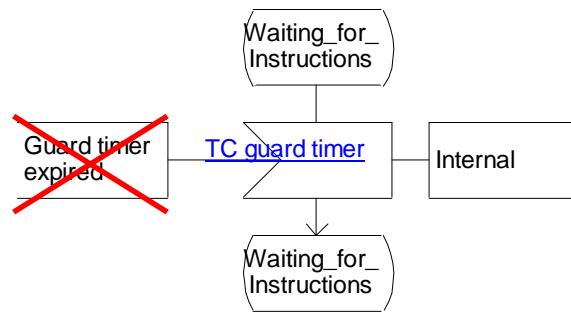 Waiting_for_
Instructions
Guard timer
expired
TC guard timer
Internal
Waiting_for_
Instructions